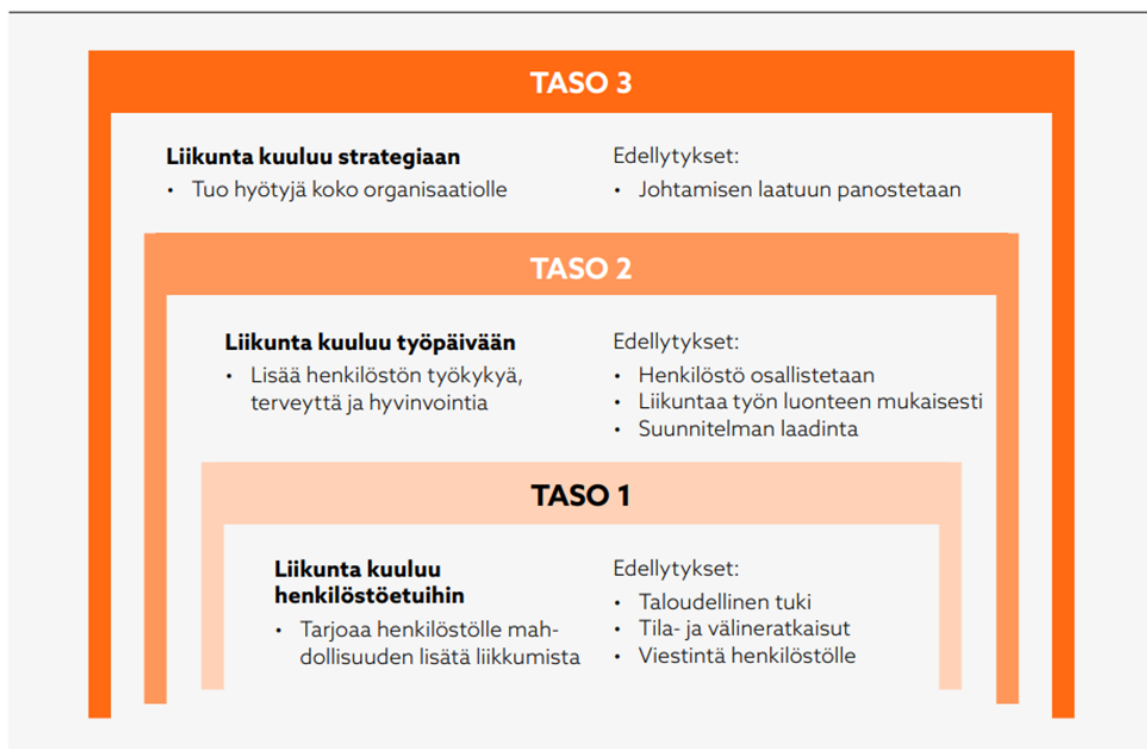 TASO 3
Liikunta kuuluu strategiaan
• Tuo hyötyjä koko organisaatiolle
Edellytykset:
• Johtamisen laatuun panostetaan
TASO 2
Liikunta kuuluu työpäivään
• Lisää henkilöstön työkykyä,
terveyttä ja hyvinvointia
Edellytykset:
• Henkilöstö osallistetaan
• Liikuntaa työn luonteen mukaisesti
• Suunnitelman laadinta
TASO 1
Liikunta kuuluu
henkilöstöetuihin
• Tarjoaa henkilöstölle mah-
dollisuuden lisätä liikkumista
Edellytykset:
• Taloudellinen tuki
• Tila- ja välineratkaisut
• Viestintä henkilöstölle